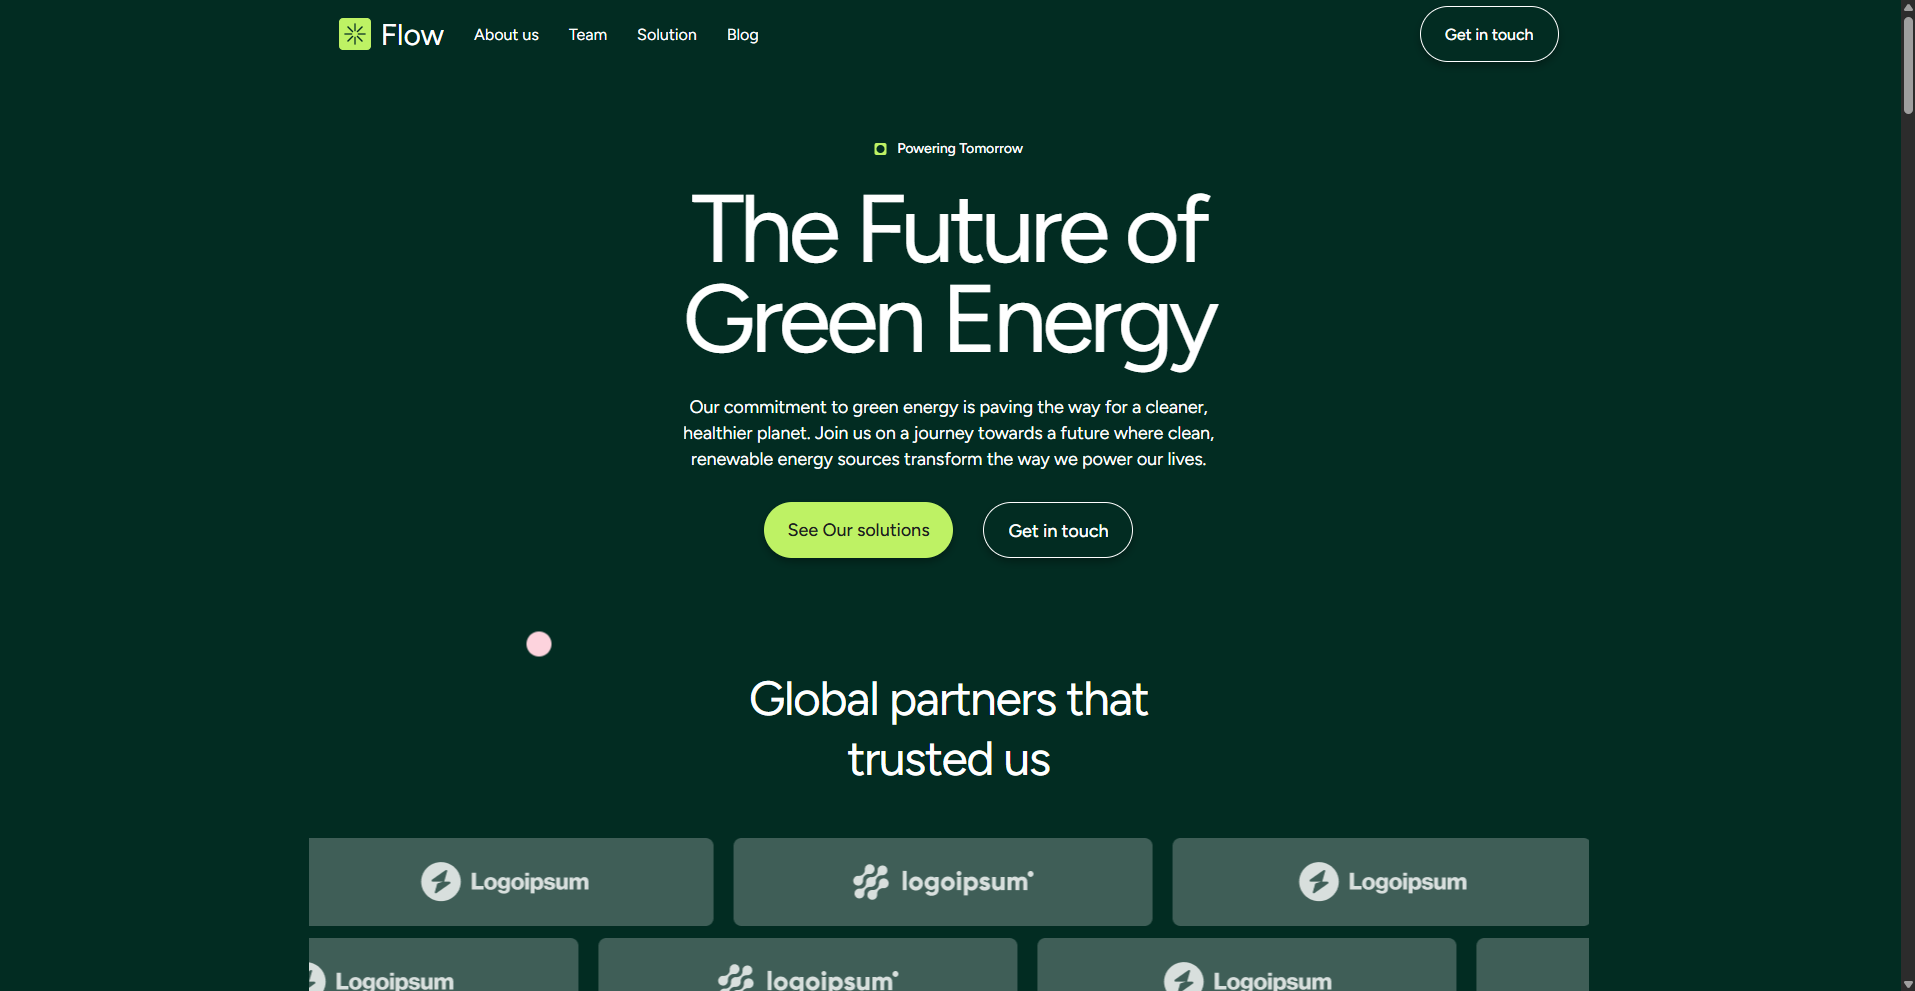 Flow
About us
Team
Solution
Blog
Get in touch
Powering Tomorrow
The Future of
Green Energy
Our commitment to green energy is paving the way for a cleaner,
healthier planet. Join us on a journey towards a future where clean,
renewable energy sources transform the way we power our lives.
See Our solutions
Get in touch
Global partners that
trusted us
Logoipsum
logoipsum
Logoipsum
Logoipsum
logoipsum
Logoipsum